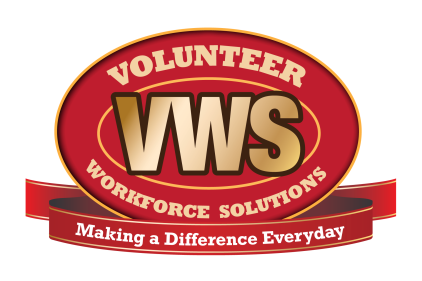 VOLUNTEER
VWS
WORKFORCE SOLUTIONS
Making a Difference Everyday